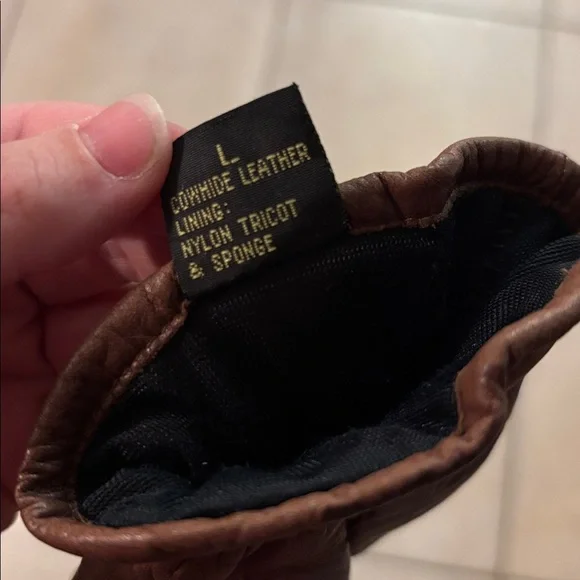 L
COWHIDE LEATHER
LINING:
NYLON TRICOT
& SPONGE